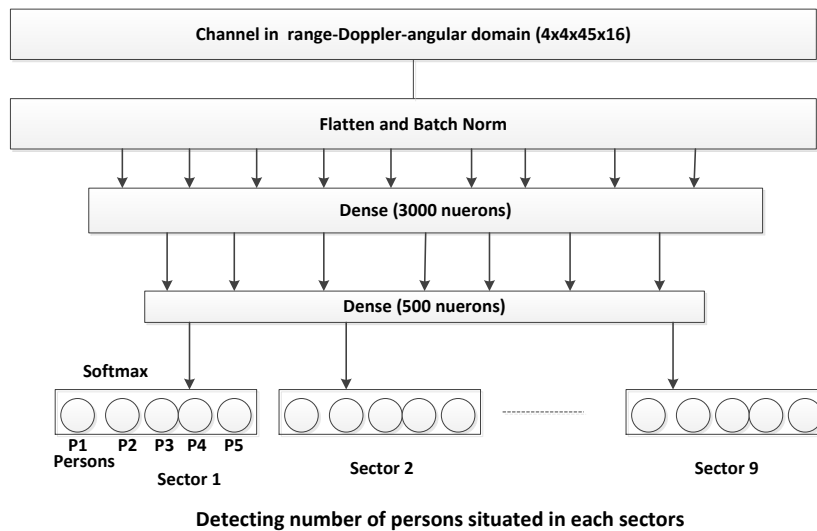 Channel in range-Doppler-angular domain (4x4x45x16)
Flatten and Batch Norm
Dense (3000 nuerons)
Dense (500 nuerons)
Softmax
P1 P2 P3 P4 P5
Persons
Sector 1
Sector 2
Sector 9
Detecting number of persons situated in each sectors